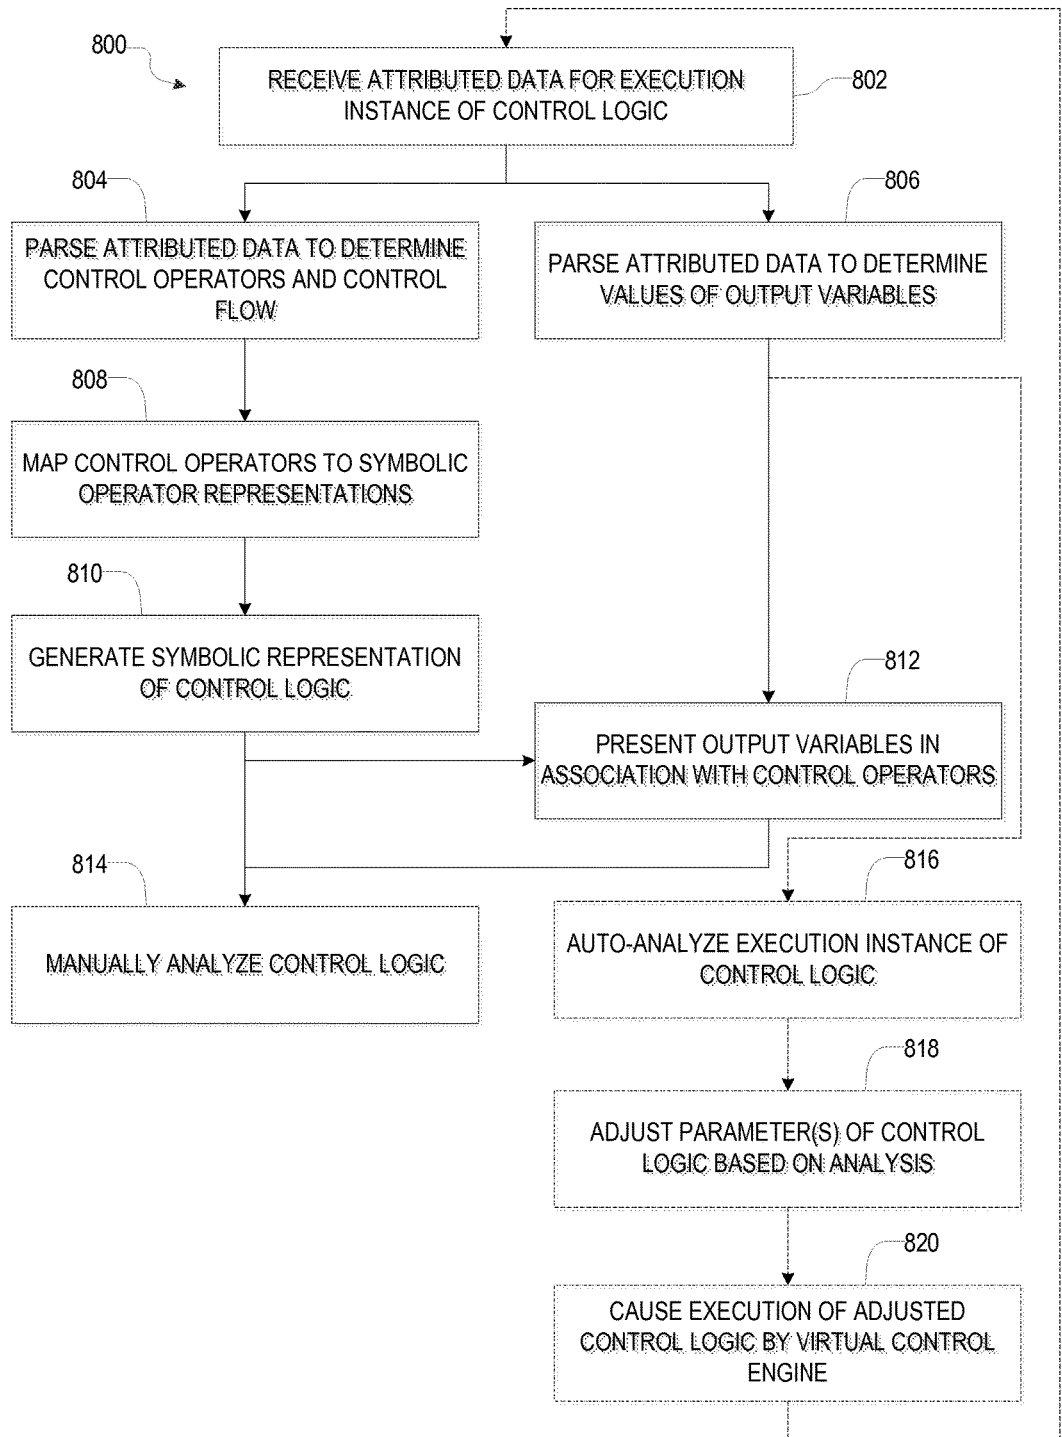 800
RECEIVE ATTRIBUTED DATA FOR EXECUTION
INSTANCE OF CONTROL LOGIC
802
804
PARSE ATTRIBUTED DATA TO DETERMINE
CONTROL OPERATORS AND CONTROL
FLOW
806
PARSE ATTRIBUTED DATA TO DETERMINE
VALUES OF OUTPUT VARIABLES
808
MAP CONTROL OPERATORS TO SYMBOLIC
OPERATOR REPRESENTATIONS
810
GENERATE SYMBOLIC REPRESENTATION
OF CONTROL LOGIC
812
PRESENT OUTPUT VARIABLES IN
ASSOCIATION WITH CONTROL OPERATORS
814
MANUALLY ANALYZE CONTROL LOGIC
816
AUTO-ANALYZE EXECUTION INSTANCE OF
CONTROL LOGIC
818
ADJUST PARAMETER(S) OF CONTROL
LOGIC BASED ON ANALYSIS
820
CAUSE EXECUTION OF ADJUSTED
CONTROL LOGIC BY VIRTUAL CONTROL
ENGINE